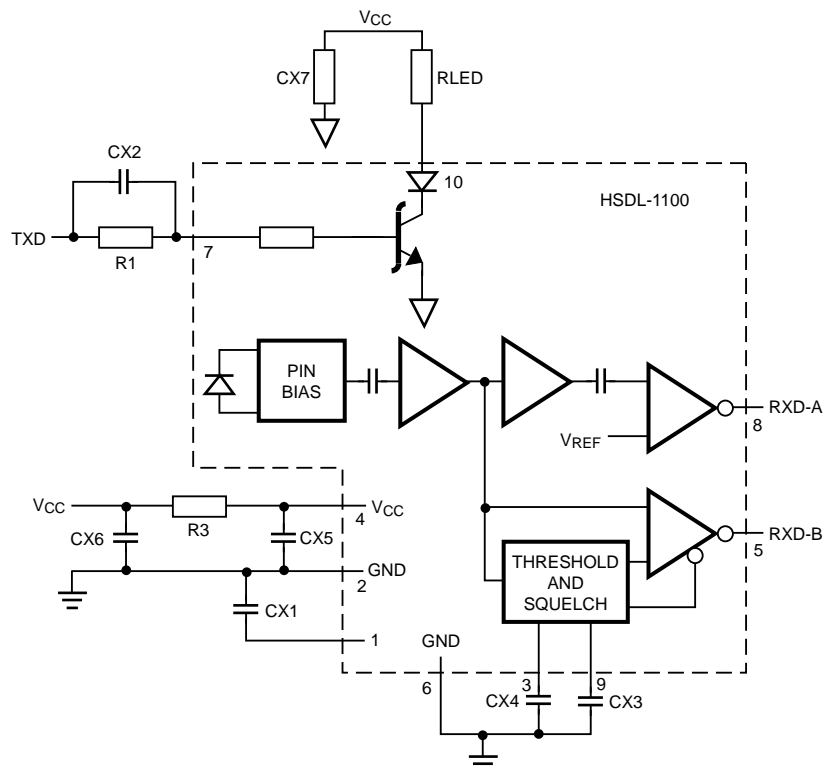 VCC
CX7
RLED
CX2
10
HSDL-1100
TXD
7
R1
PIN
BIAS
RXD-A
8
VREF
VCC
R3
4
VCC
CX6
CX5
RXD-B
5
GND
2
THRESHOLD
AND
SQUELCH
CX1
1
GND
6
3
9
CX4
CX3